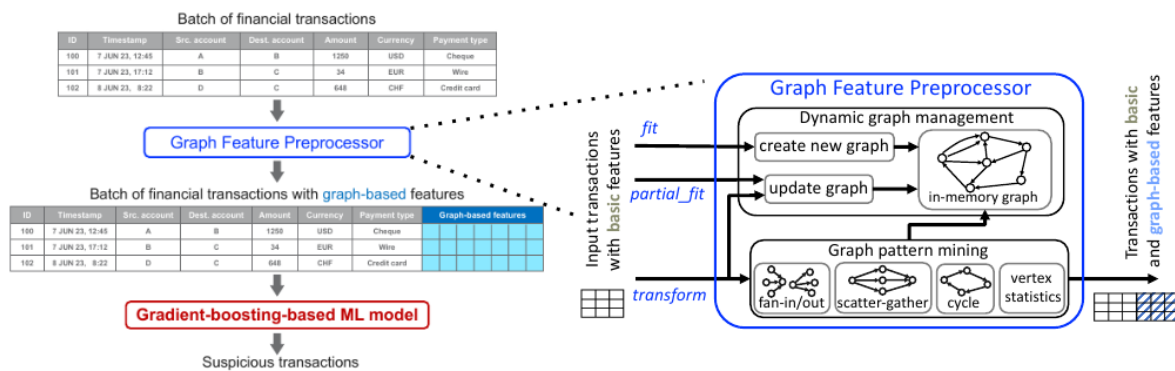 Batch of financial transactions
ID Timestamp Src. account Dest. account Amount Currency Payment type
100 7 JUN 23, 12:45 A B 1250 USD Cheque
101 7 JUN 23, 17:12 B C 34 EUR Wire
102 8 JUN 23, 8:22 D C 648 CHF Credit card
Graph Feature Preprocessor
Batch of financial transactions with graph-based features
ID Timestamp Src. account Dest. account Amount Currency Payment type Graph-based features
100 7 JUN 23, 12:45 A B 1250 USD Cheque
101 7 JUN 23, 17:12 B C 34 EUR Wire
102 8 JUN 23, 8:22 D C 648 CHF Credit card
Gradient-boosting-based ML model
Suspicious transactions
Input transactions
with basic features
fit
partial_fit
transform
Graph Feature Preprocessor
Dynamic graph management
create new graph
update graph
in-memory graph
Graph pattern mining
fan-in/out
scatter-gather
cycle
vertex
statistics
Transactions with basic
and graph-based features